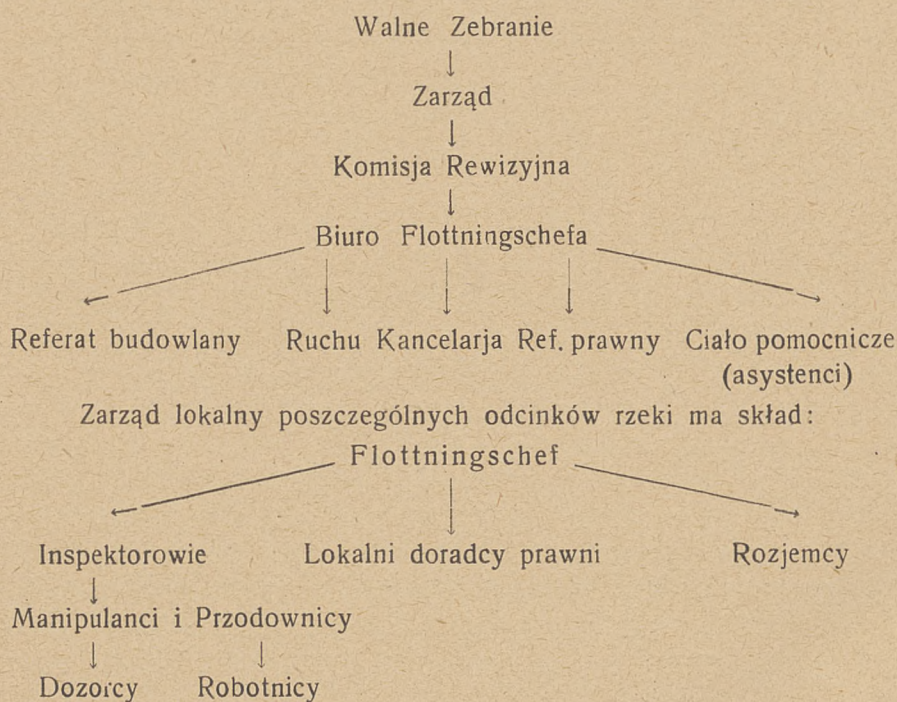 Walne Zebranie
Zarząd
Komisja Rewizyjna
Biuro Flottningschefa
Referat budowlany Ruchu Kancelarja Ref. prawny Ciało pomocnicze
(asystenci)
Zarząd lokalny poszczególnych odcinków rzeki ma skład:
Flottningschef
Inspektorowie Lokalni doradcy prawni Rozjemcy
Manipulanci i Przodownicy
Dozorcy Robotnicy